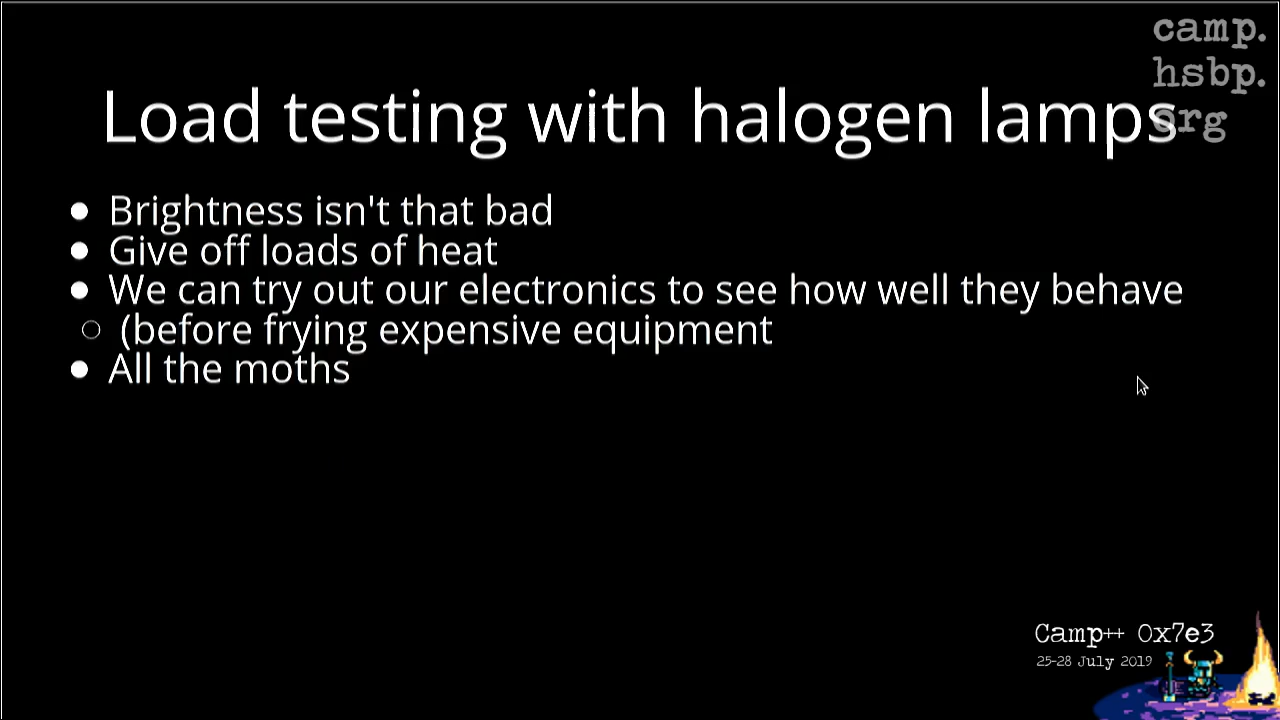 camp.
hsbp.
org
Load testing with halogen lamps
Brightness isn't that bad
Give off loads of heat
We can try out our electronics to see how well they behave
(before frying expensive equipment
All the moths
Camp++ 0x7e3
25-28 July 2019